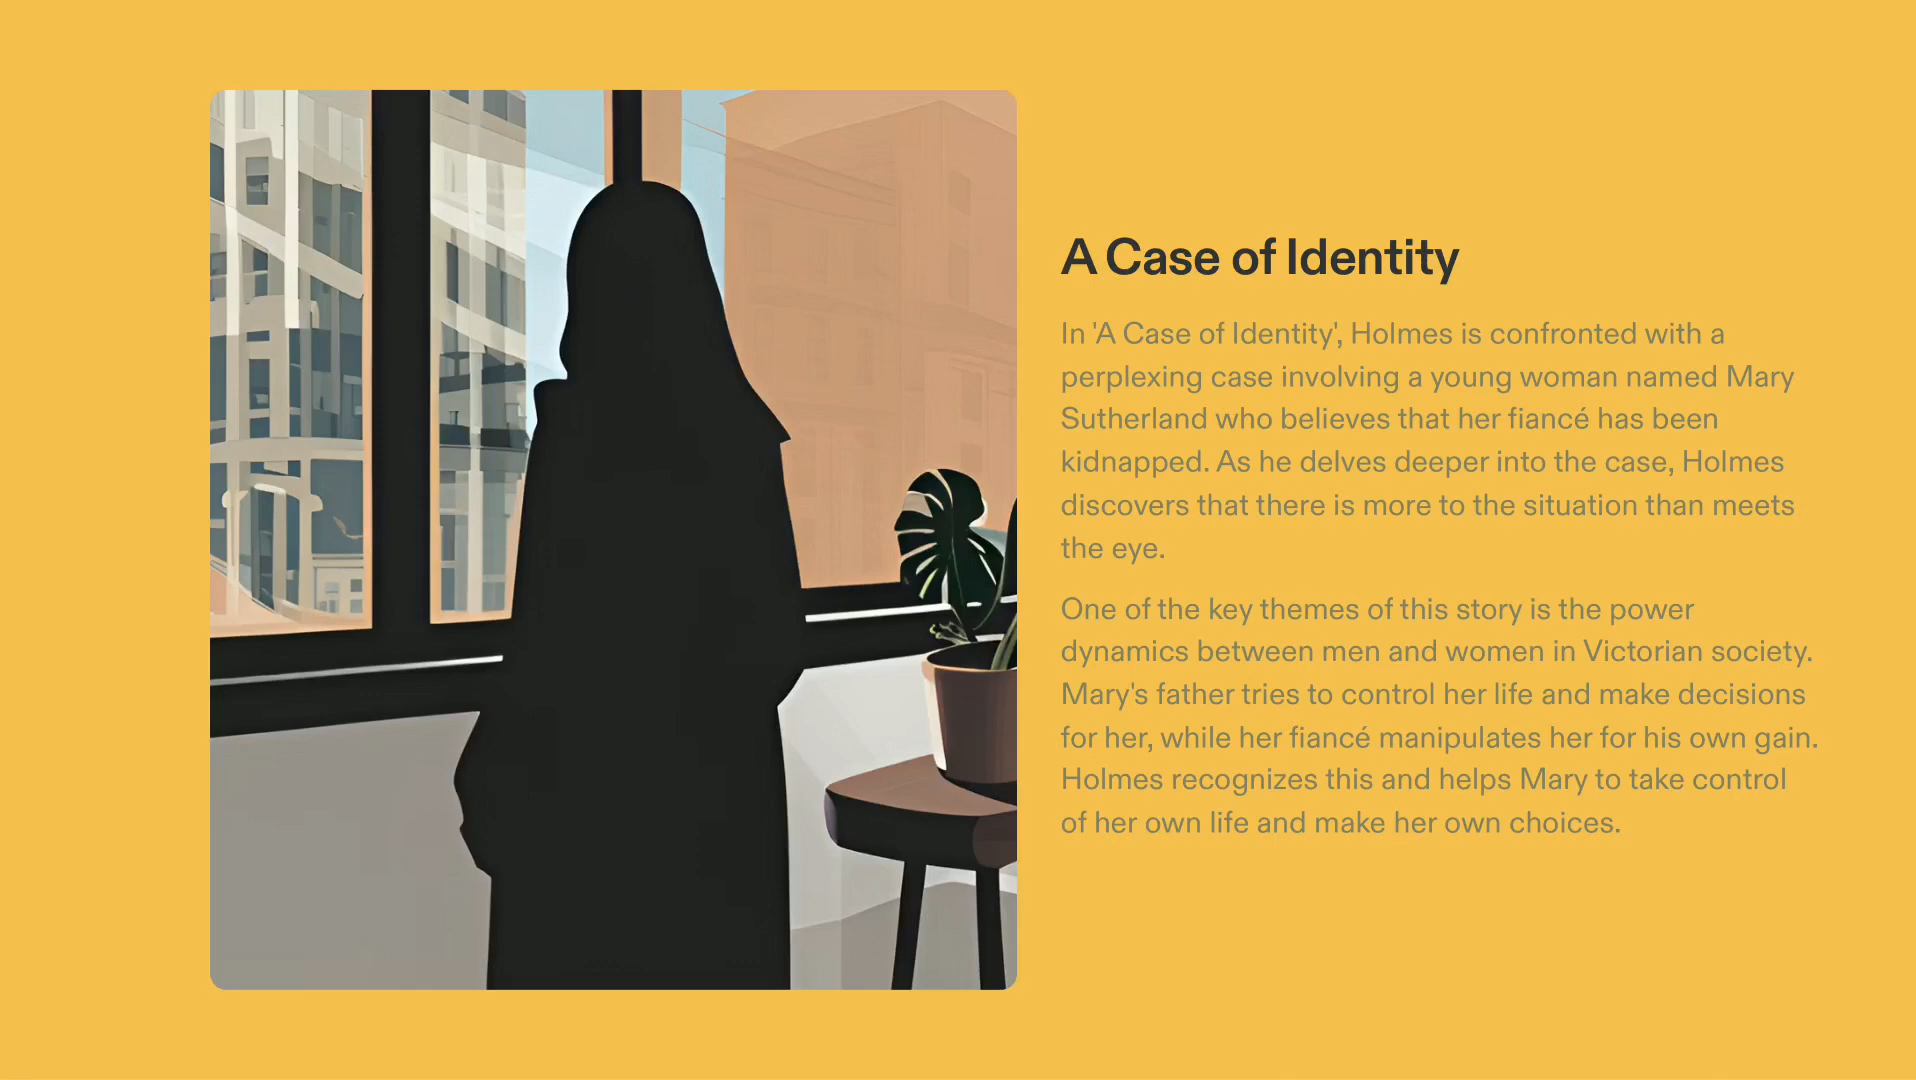 A Case of Identity
In 'A Case of Identity', Holmes is confronted with a
perplexing case involving a young woman named Mary
Sutherland who believes that her fiancé has been
kidnapped. As he delves deeper into the case, Holmes
discovers that there is more to the situation than meets
the eye.
One of the key themes of this story is the power
dynamics between men and women in Victorian society.
Mary's father tries to control her life and make decisions
for her, while her fiancé manipulates her for his own gain.
Holmes recognizes this and helps Mary to take control
of her own life and make her own choices.